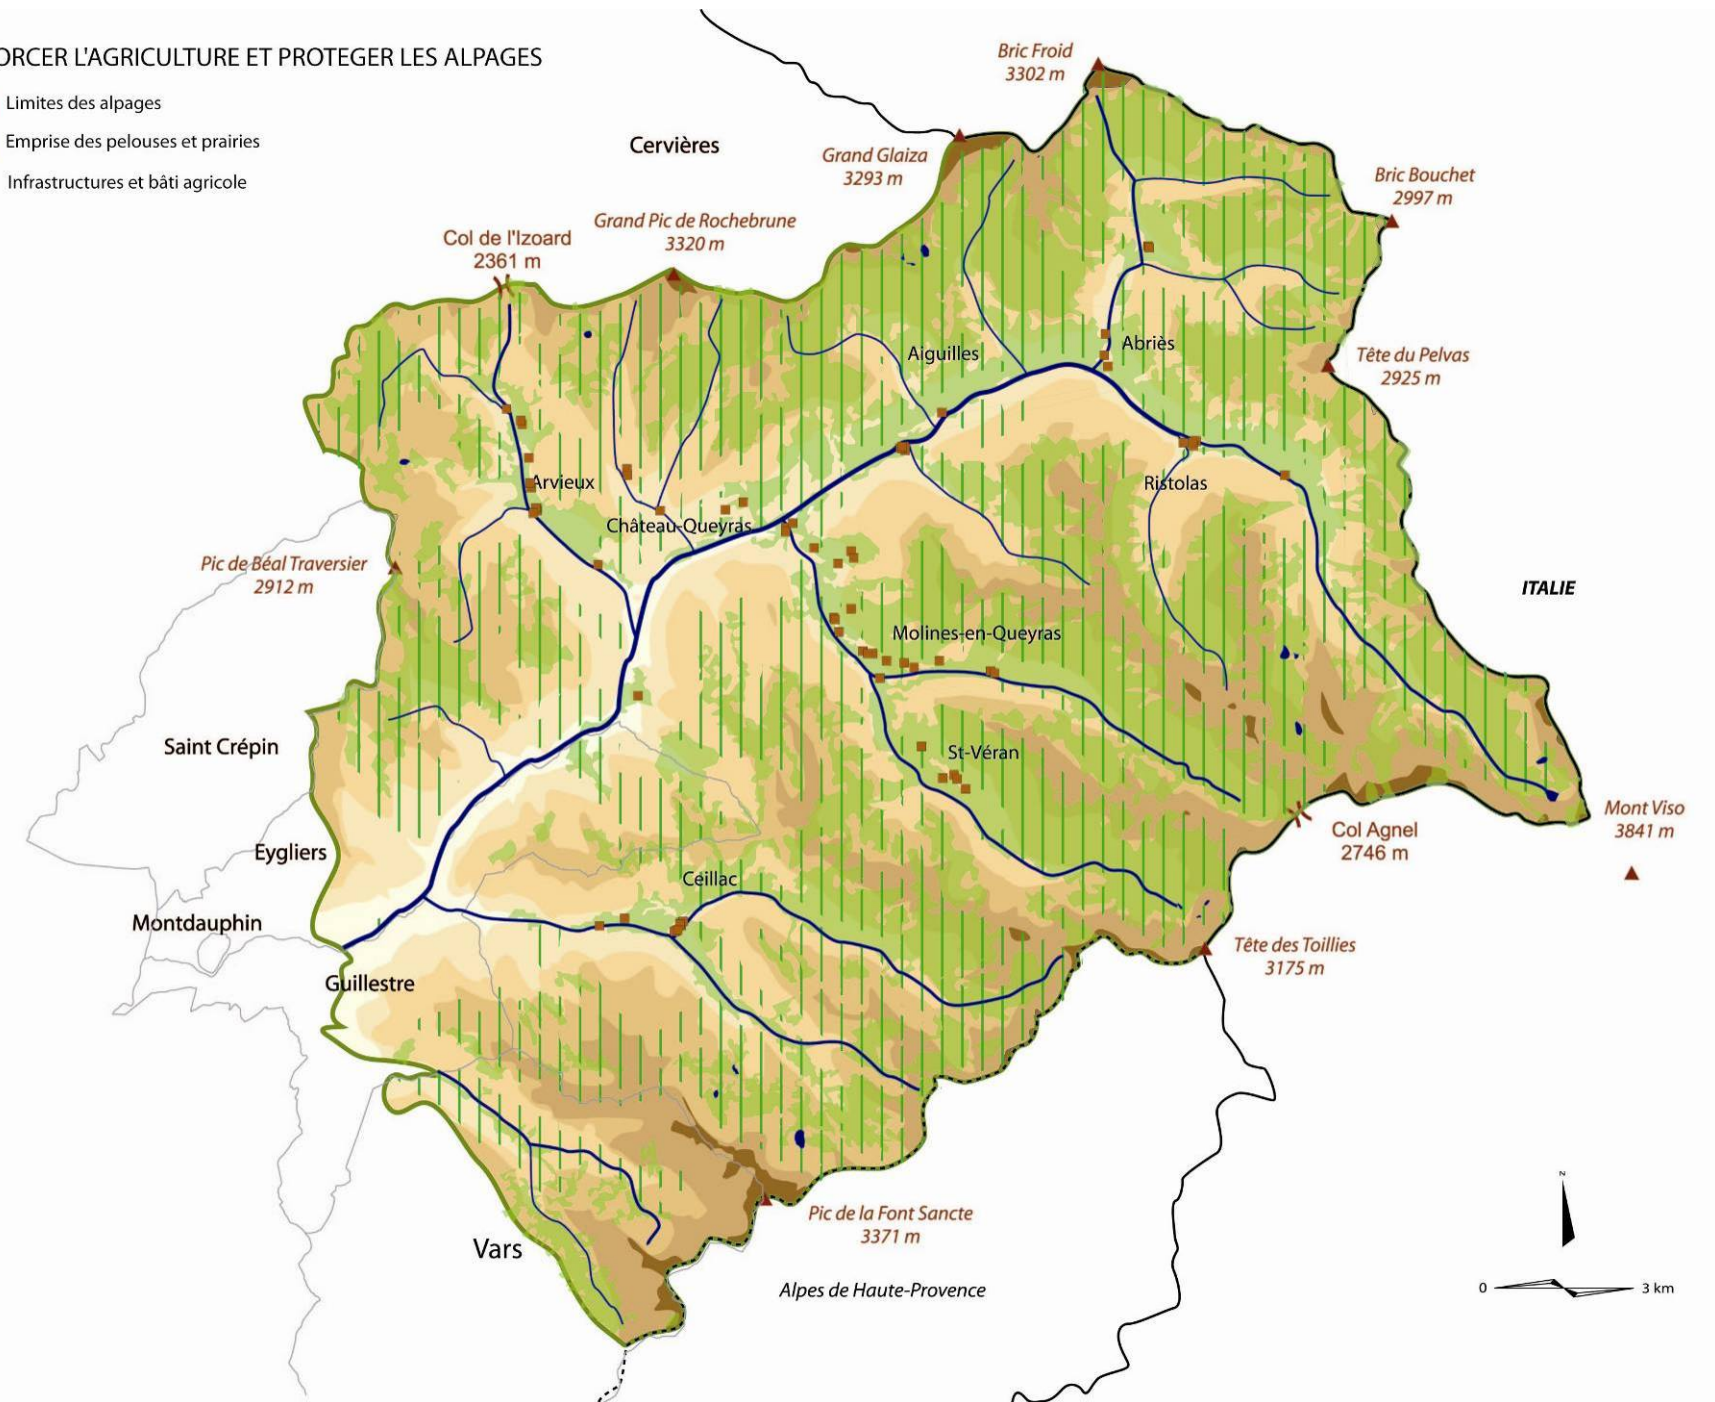 ORCER L'AGRICULTURE ET PROTEGER LES ALPAGES
Limites des alpages
Emprise des pelouses et prairies
Infrastructures et bâti agricole
Bric Froid
3302 m
Cervières
Grand Glaiza
3293 m
Bric Bouchet
2997 m
Grand Pic de Rochebrune
3320 m
Col de l'Izoard
2361 m
Aiguilles
Abriès
Tête du Pelvas
2925 m
Arvieux
Ristolas
Château-Queyras
Pic de Béal Traversier
2912 m
ITALIE
Molines-en-Queyras
Saint Crépin
St-Véran
Mont Viso
3841 m
Col Agnel
2746 m
Eygliers
Ceillac
Montdauphin
Tête des Toillies
3175 m
Guillestre
N
Pic de la Font Sancte
3371 m
Vars
Alpes de Haute-Provence
0
3 km